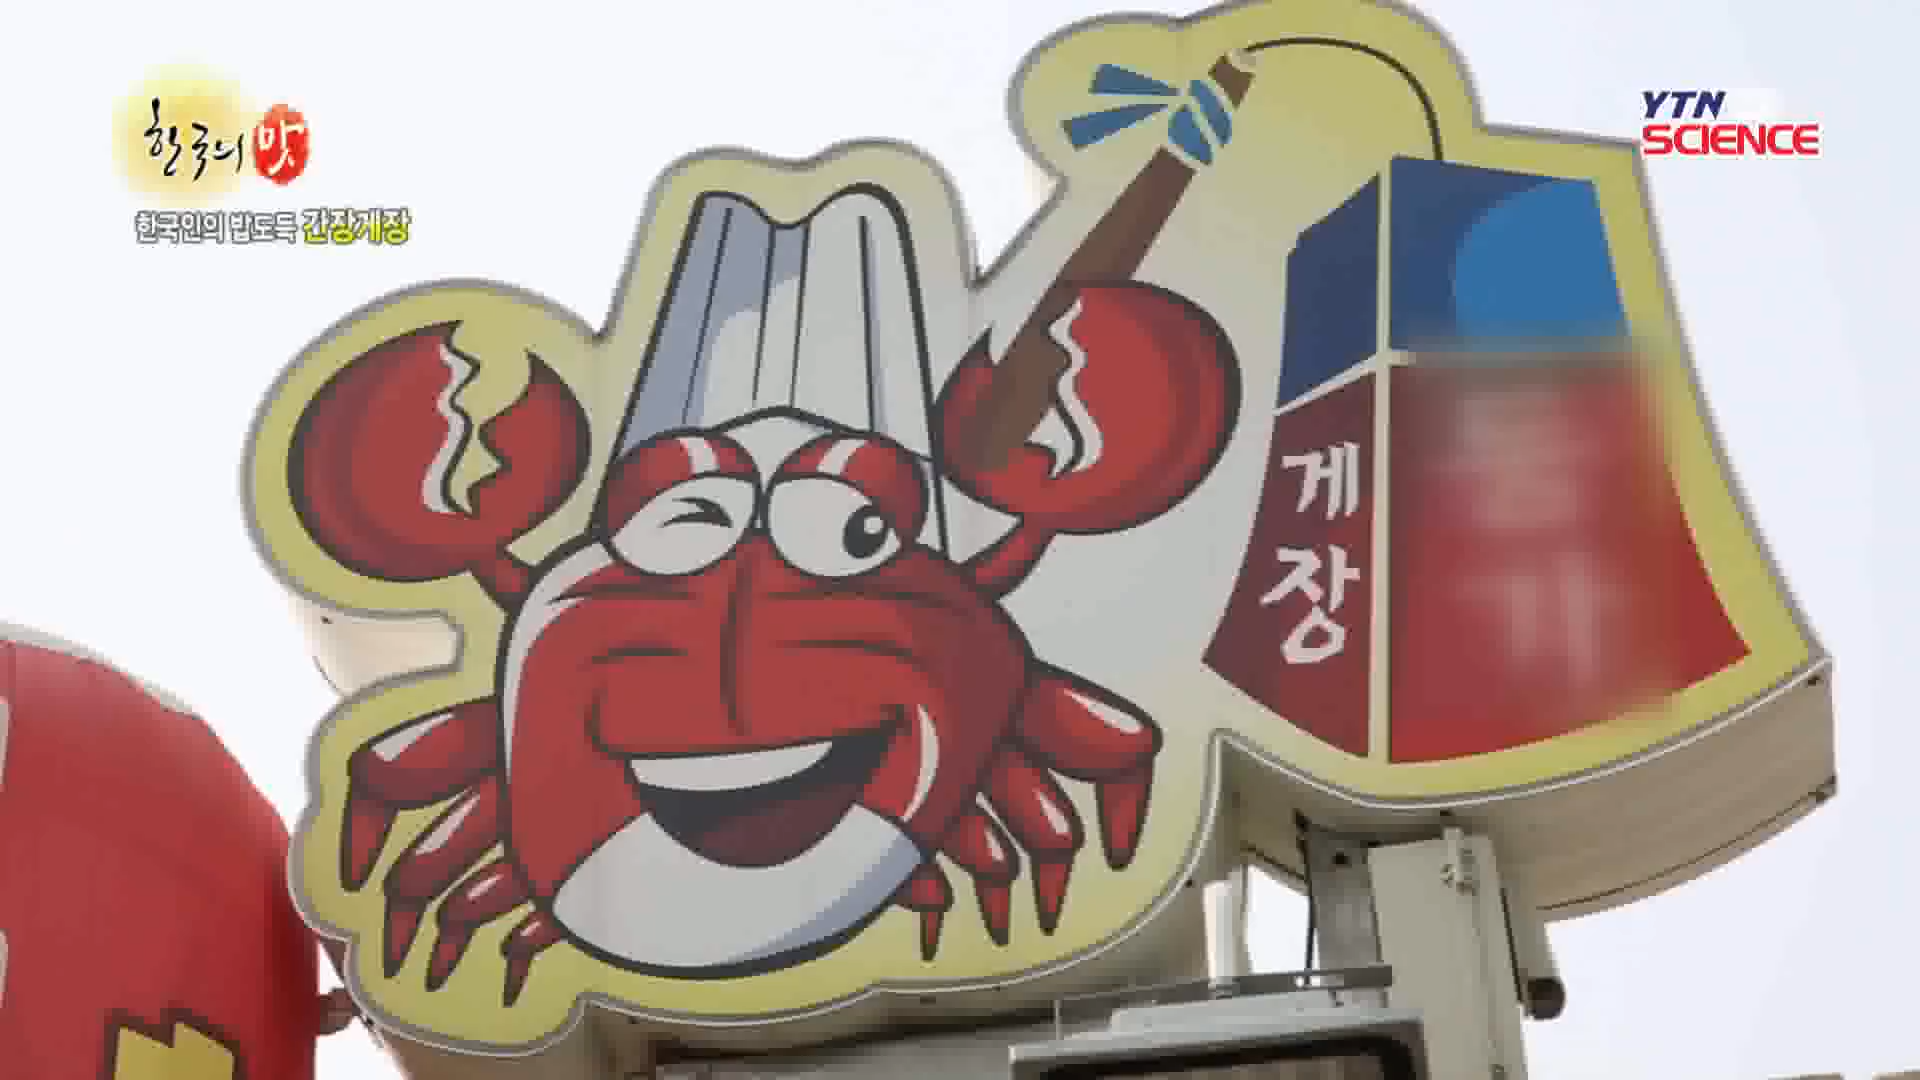 한국의 맛
한국인의 밥도둑 간장게장
YTN
SCIENCE
게
장